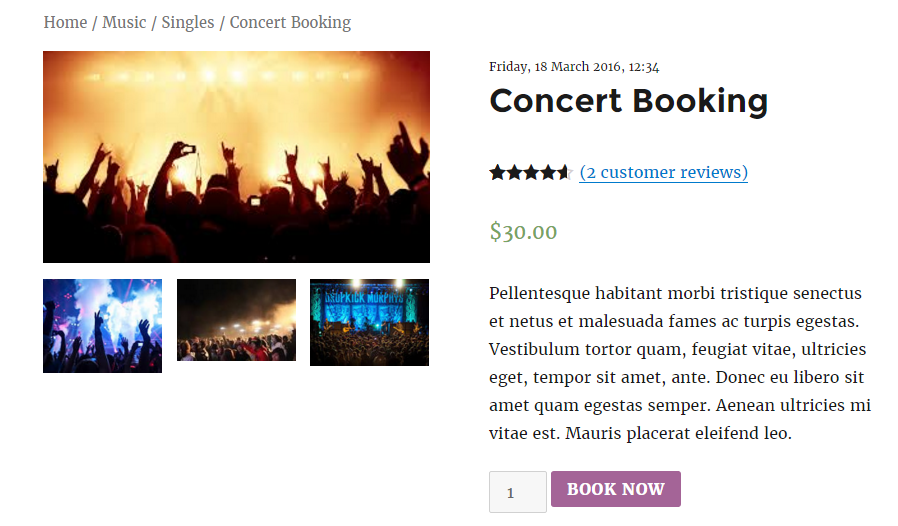 Home / Music / Singles / Concert Booking
Friday, 18 March 2016, 12:34
Concert Booking
(2 customer reviews)
$30.00
DROPKICK MORPHYS
Pellentesque habitant morbi tristique senectus
et netus et malesuada fames ac turpis egestas.
Vestibulum tortor quam, feugiat vitae, ultricies
eget, tempor sit amet, ante. Donec eu libero sit
amet quam egestas semper. Aenean ultricies mi
vitae est. Mauris placerat eleifend leo.
1
BOOK NOW